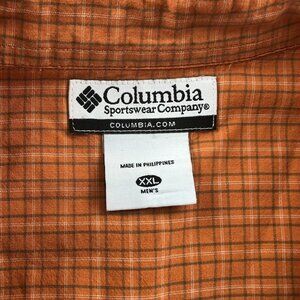 Columbia
Sportswear Company®
COLUMBIA.COM
MADE IN PHILIPPINES
XXL
MEN'S